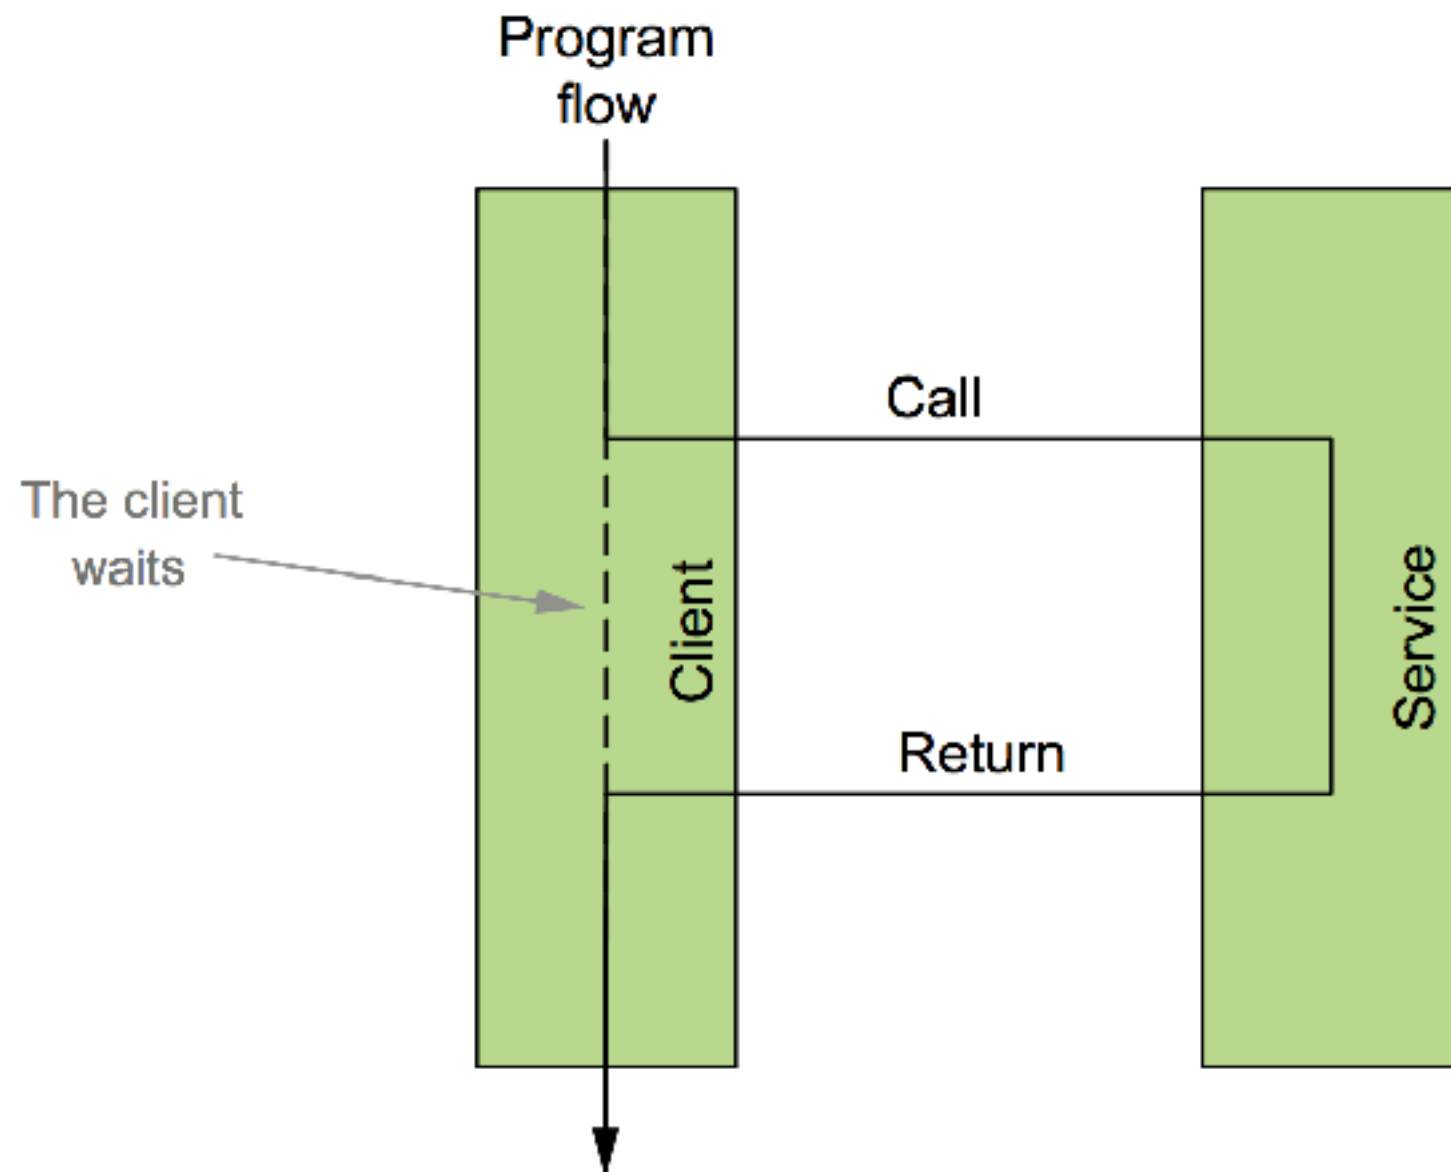 Program
flow
Call
The client
waits
Client
Service
Return